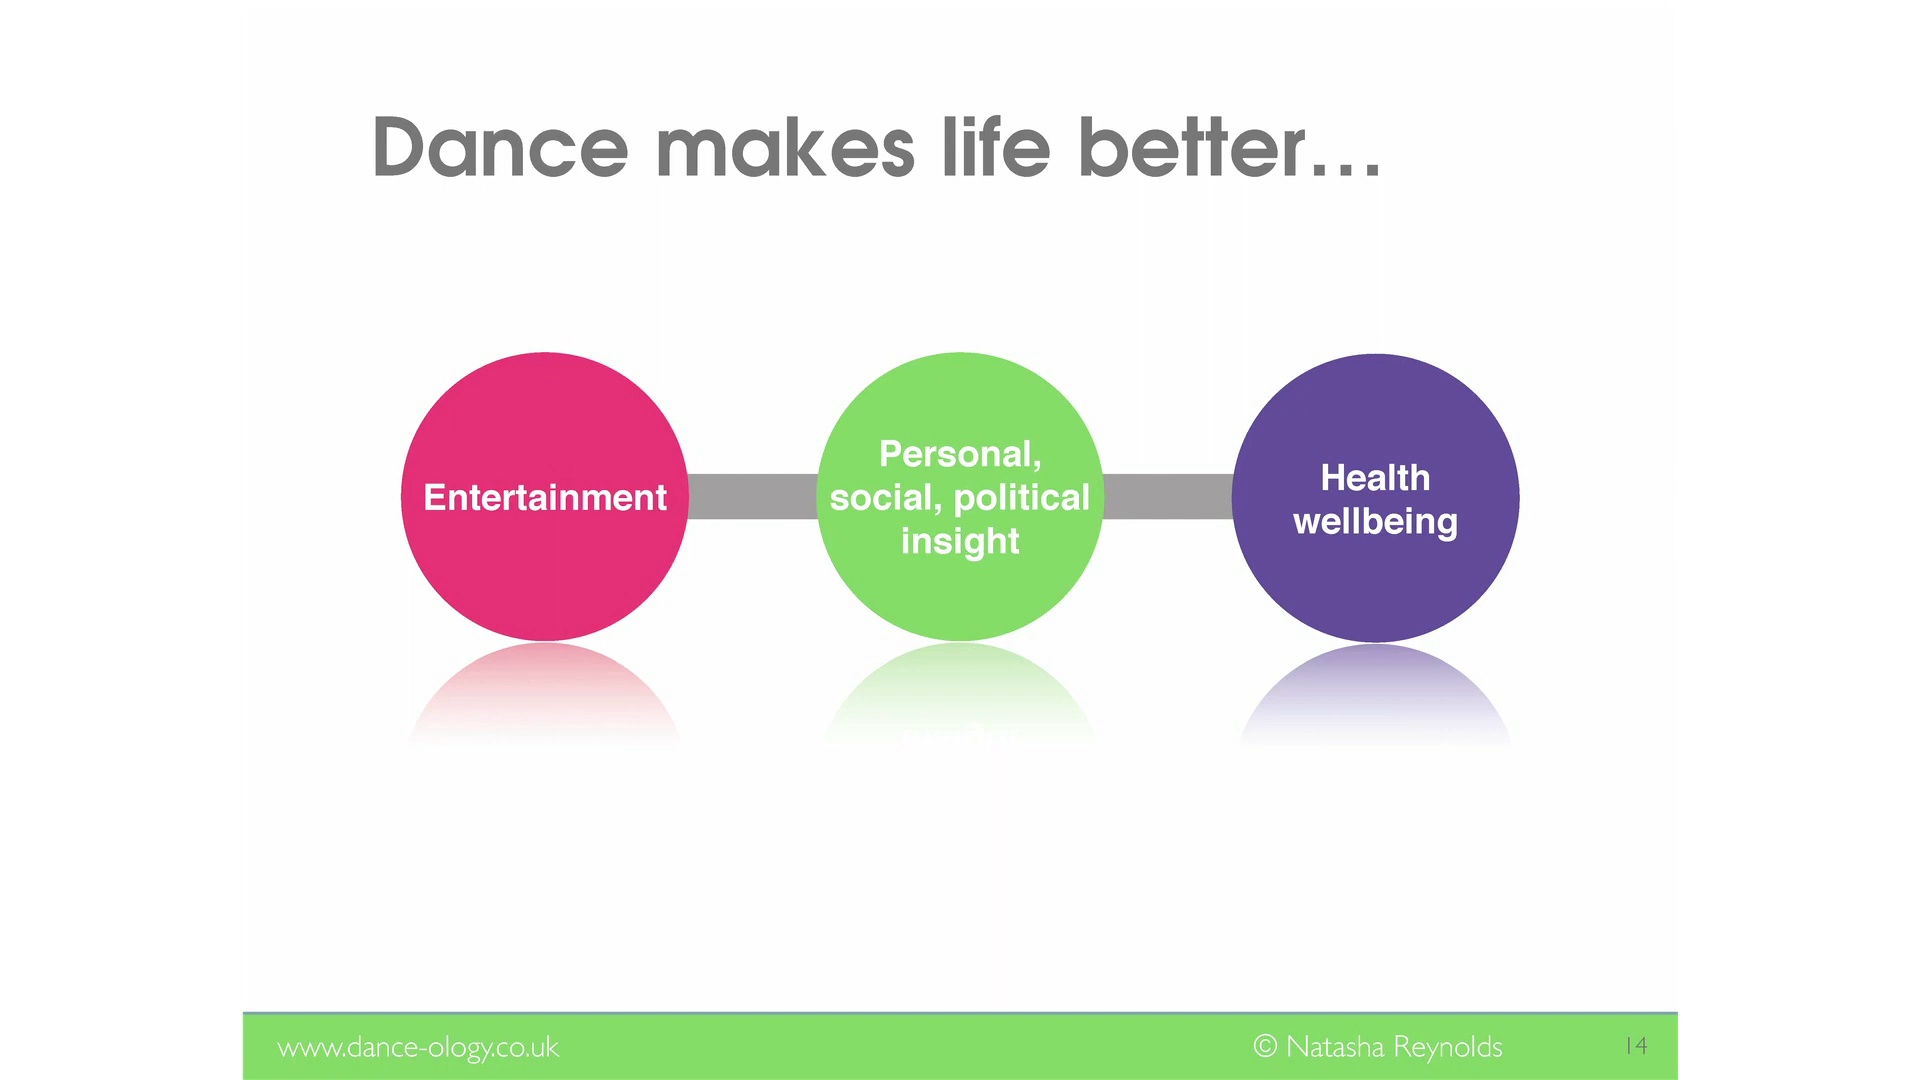 Dance makes life better...
Entertainment
Personal,
social, political
insight
Health
wellbeing
www.dance-ology.co.uk
© Natasha Reynolds
14